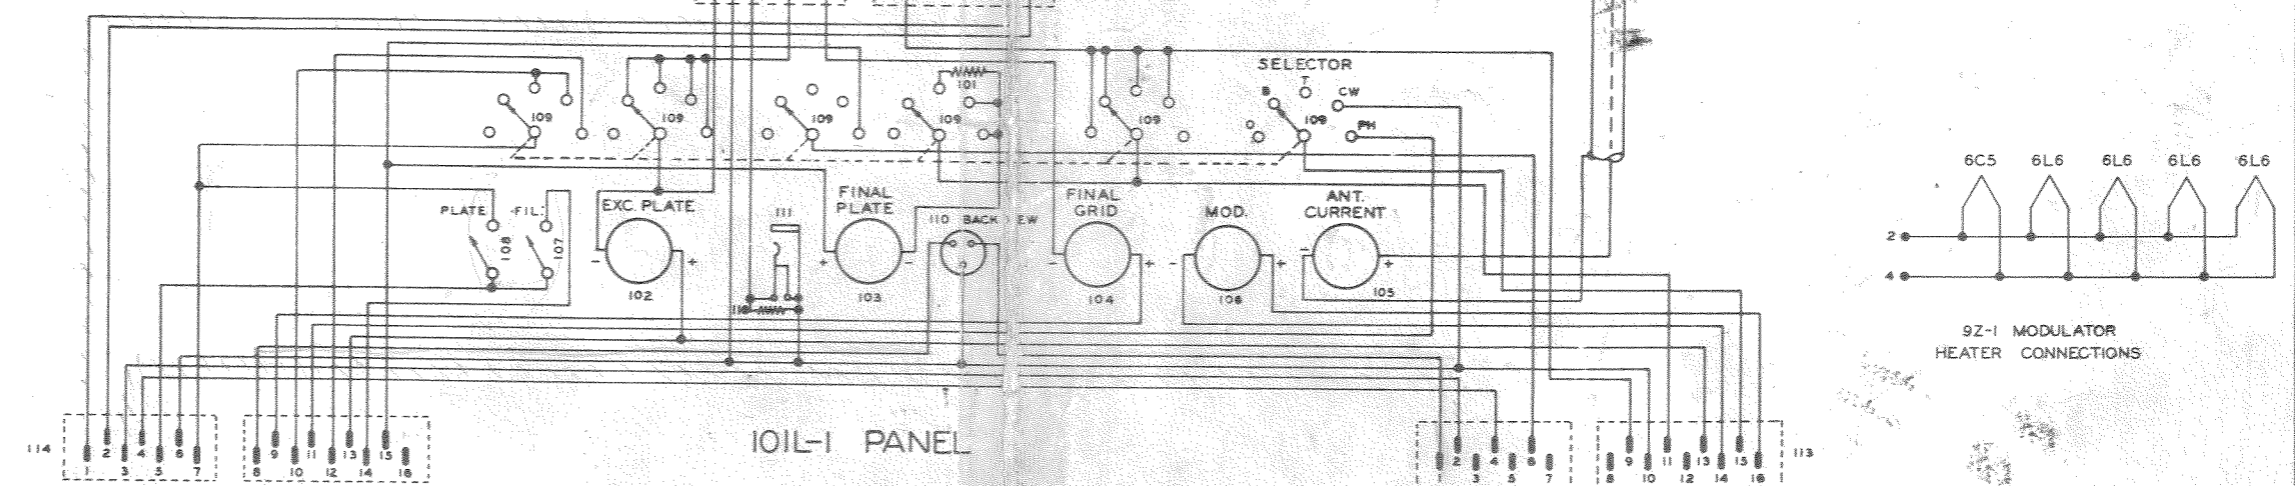 SELECTOR
T
B
CW
PH
O
101
109
109
109
109
109
109
6C5 6L6 6L6 6L6 6L6
2
4
9Z-1 MODULATOR
HEATER CONNECTIONS
PLATE
FIL.
108
107
EXC. PLATE
- +
102
111
FINAL
PLATE
+ -
103
110 BACK
FINAL
GRID
- +
104
MOD.
- +
106
ANT.
CURRENT
- +
105
101L-1 PANEL
114
1 2 3 4 5 6 7
8 9 10 11 12 13 14 15 16
1 2 3 4 5 6 7
8 9 10 11 12 13 14 15 16
113